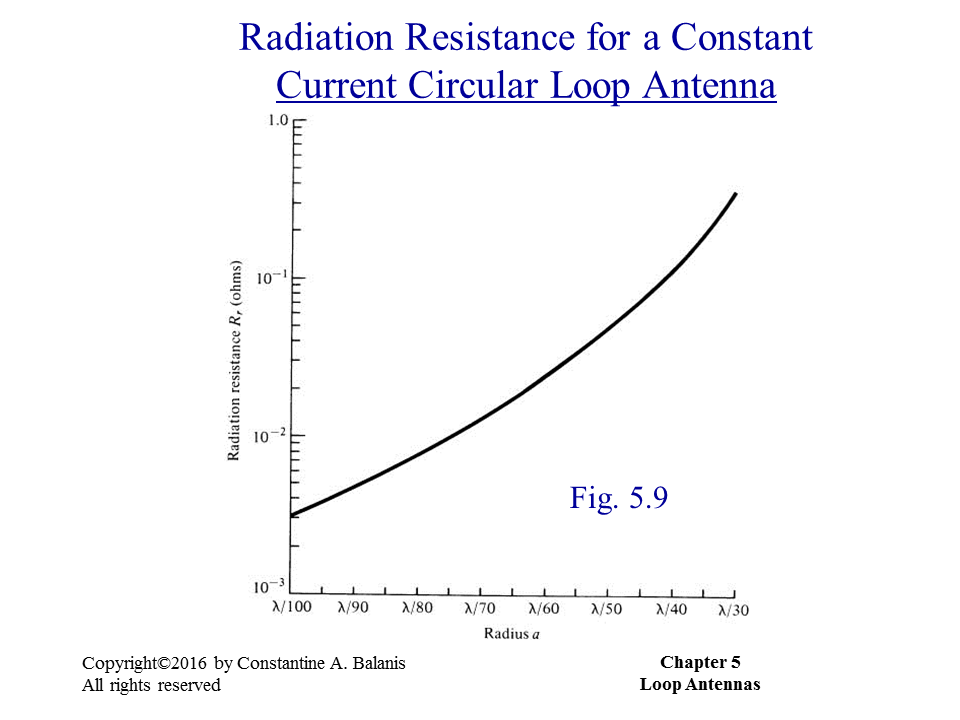 Radiation Resistance for a Constant
Current Circular Loop Antenna
1.0
10⁻¹
10⁻²
10⁻³
Radiation resistance Rᵣ (ohms)
λ/100 λ/90 λ/80 λ/70 λ/60 λ/50 λ/40 λ/30
Radius a
Fig. 5.9
Copyright©2016 by Constantine A. Balanis
All rights reserved
Chapter 5
Loop Antennas